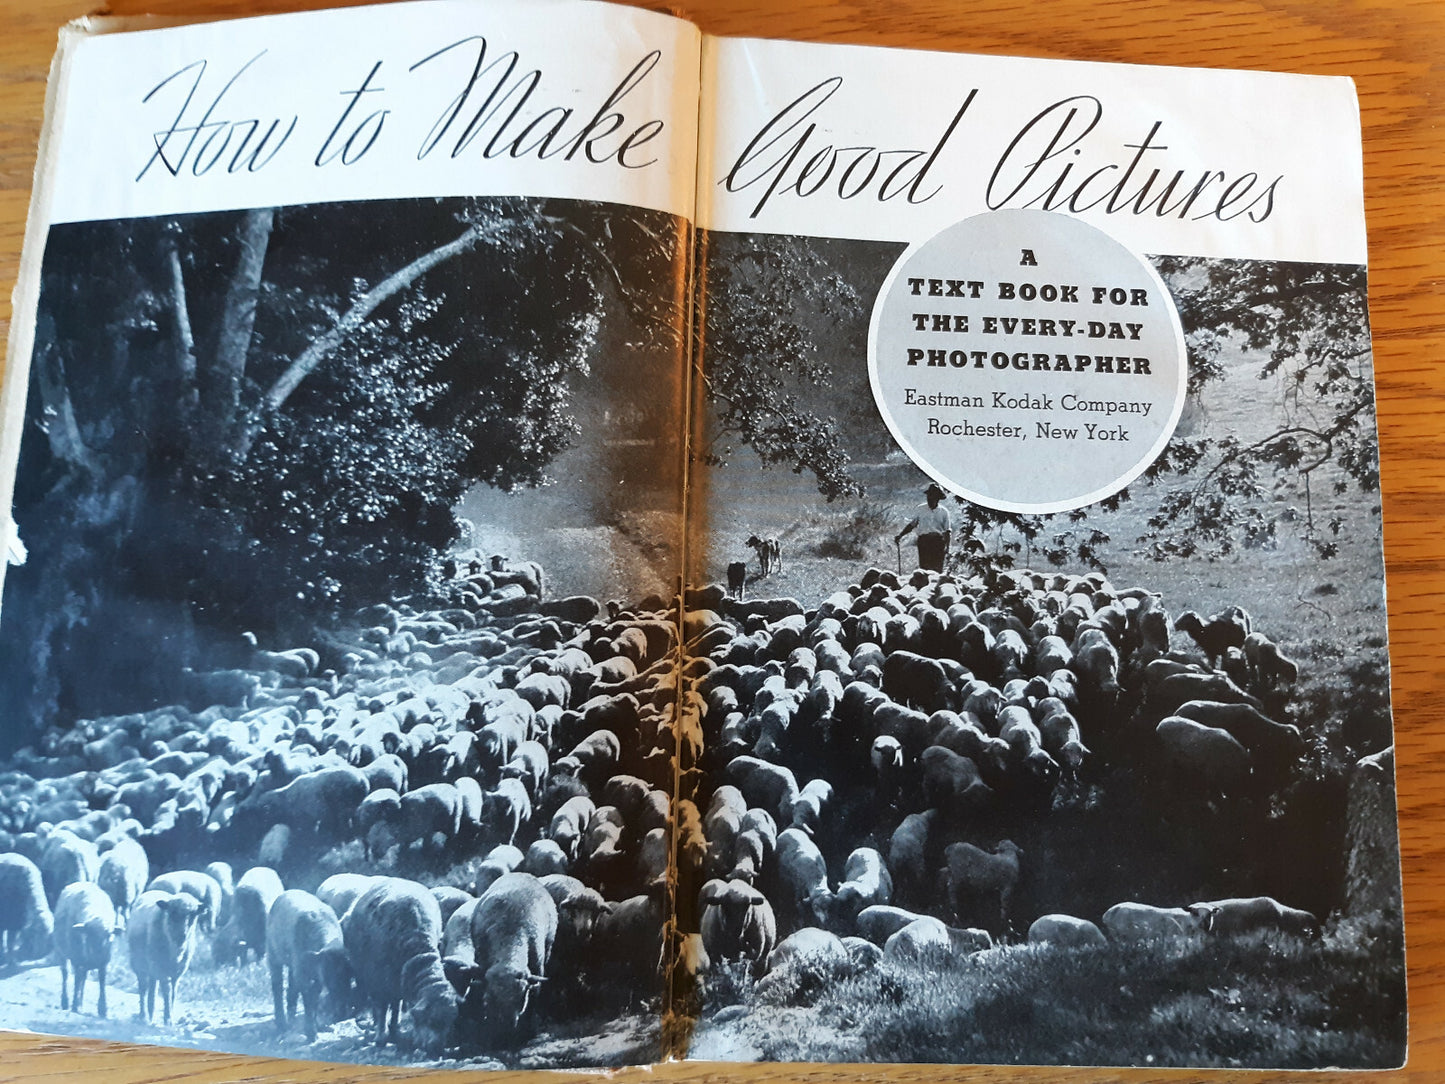 How to Make Good Pictures
A
TEXT BOOK FOR
THE EVERY-DAY
PHOTOGRAPHER
Eastman Kodak Company
Rochester, New York